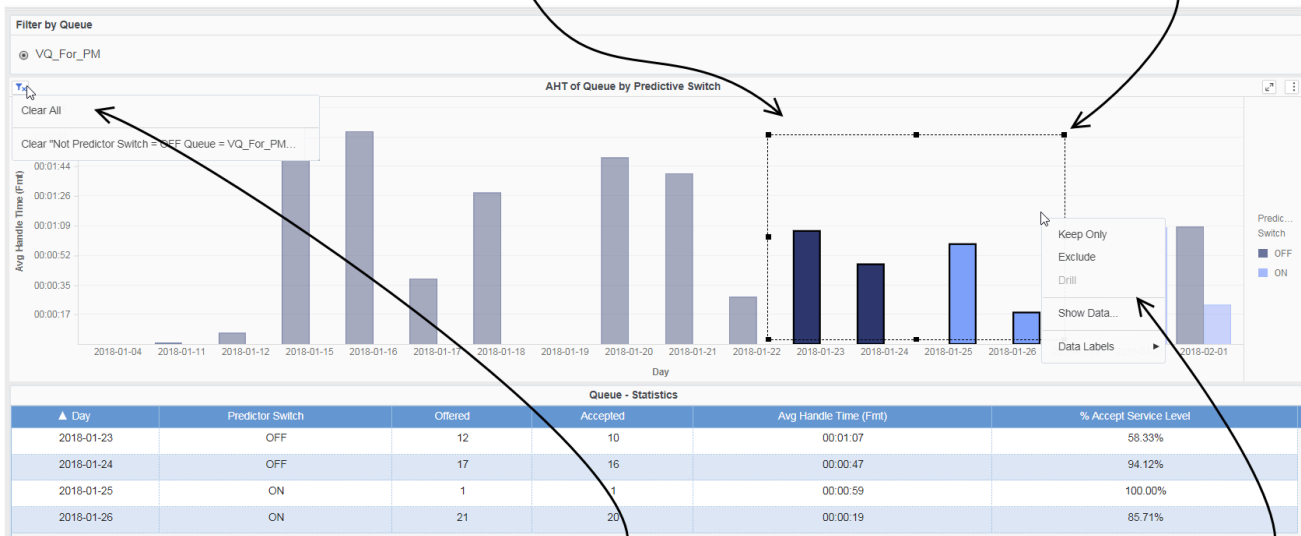 Filter by Queue
VQ_For_PM
AHT of Queue by Predictive Switch
Clear All
Clear "Not Predictor Switch = OFF Queue = VQ_For_PM...
Avg Handle Time (Fmt)
00:01:44
00:01:26
00:01:09
00:00:52
00:00:35
00:00:17
Keep Only
Exclude
Drill
Show Data...
Data Labels
Predic...
Switch
OFF
ON
2018-01-04 2018-01-11 2018-01-12 2018-01-15 2018-01-16 2018-01-17 2018-01-18 2018-01-19 2018-01-20 2018-01-21 2018-01-22 2018-01-23 2018-01-24 2018-01-25 2018-01-26 2018-02-01
Day
Queue - Statistics
▲ Day Predictor Switch Offered Accepted Avg Handle Time (Fmt) % Accept Service Level
2018-01-23 OFF 12 10 00:01:07 58.33%
2018-01-24 OFF 17 16 00:00:47 94.12%
2018-01-25 ON 1 1 00:00:59 100.00%
2018-01-26 ON 21 20 00:00:19 85.71%